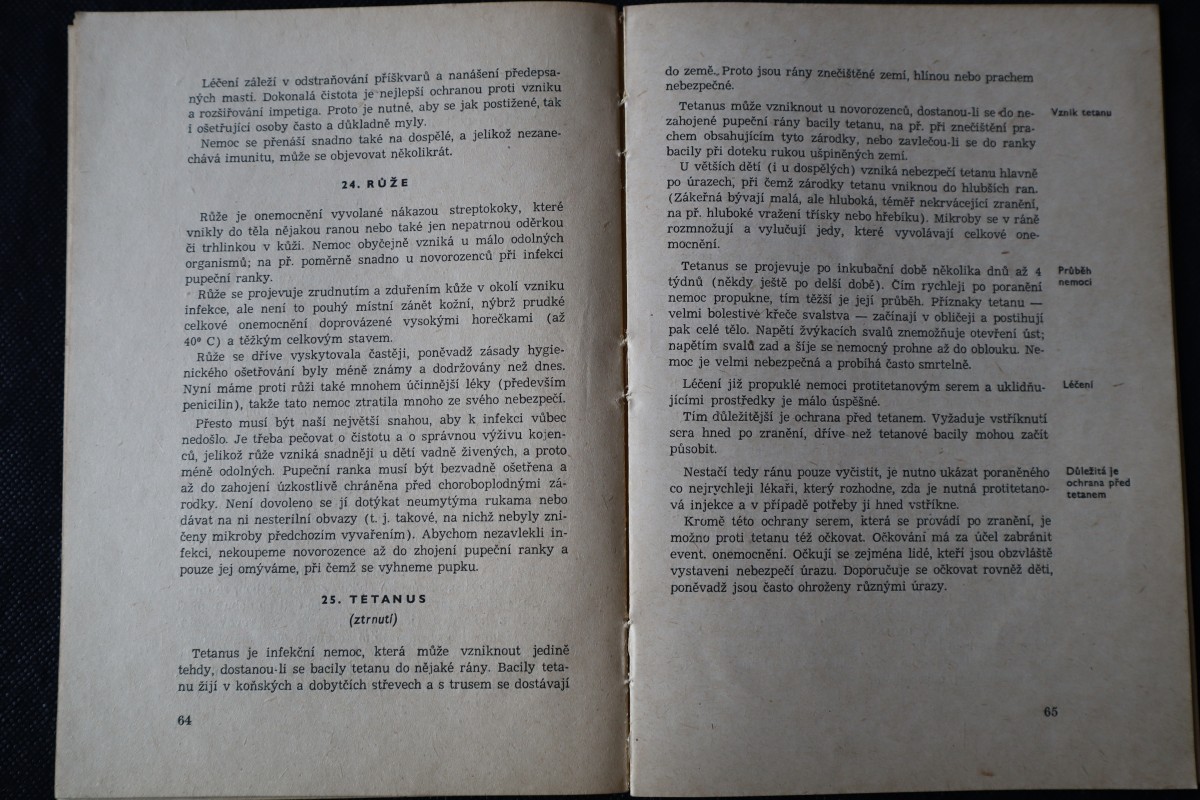 Léčení záleží v odstraňování příškvarů a nanášení předepsa-
ných mastí. Dokonalá čistota je nejlepší ochranou proti vzniku
a rozšiřování impetiga. Proto je nutné, aby se jak postižené, tak
i ošetřující osoby často a důkladně myly.
Nemoc se přenáší snadno také na dospělé, a jelikož nezane-
chává imunitu, může se objevovat několikrát.
24. RŮŽE
Růže je onemocnění vyvolané nákazou streptokoky, které
vnikly do těla nějakou ranou nebo také jen nepatrnou oděrkou
či trhlinkou v kůži. Nemoc obyčejně vzniká u málo odolných
organismů; na př. poměrně snadno u novorozenců při infekci
pupeční ranky.
Růže se projevuje zrudnutím a zduřením kůže v okolí vzniku
infekce, ale není to pouhý místní zánět kožní, nýbrž prudké
celkové onemocnění doprovázené vysokými horečkami (až
40° C) a těžkým celkovým stavem.
Růže se dříve vyskytovala častěji, poněvadž zásady hygie-
nického ošetřování byly méně známy a dodržovány než dnes.
Nyní máme proti růži také mnohem účinnější léky (především
penicilin), takže tato nemoc ztratila mnoho ze svého nebezpečí.
Přesto musí být naší největší snahou, aby k infekci vůbec
nedošlo. Je třeba pečovat o čistotu a o správnou výživu kojen-
ců, jelikož růže vzniká snadněji u dětí vadně živených, a proto
méně odolných. Pupeční ranka musí být bezvadně ošetřena a
až do zahojení úzkostlivě chráněna před choroboplodnými zá-
rodky. Není dovoleno se jí dotýkat neumytýma rukama nebo
dávat na ni nesterilní obvazy (t. j. takové, na nichž nebyly zni-
čeny mikroby předchozím vyvařením). Abychom nezavlekli in-
fekci, nekoupeme novorozence až do zhojení pupeční ranky a
pouze jej omýváme, při čemž se vyhneme pupku.
25. TETANUS
(ztrnutí)
Tetanus je infekční nemoc, která může vzniknout jedině
tehdy, dostanou-li se bacily tetanu do nějaké rány. Bacily teta-
nu žijí v koňských a dobytčích střevech a s trusem se dostávají
64
do země. Proto jsou rány znečištěné zemí, hlínou nebo prachem
nebezpečné.
Tetanus může vzniknout u novorozenců, dostanou-li se do ne-
zahojené pupeční rány bacily tetanu, na př. při znečištění pra-
chem obsahujícím tyto zárodky, nebo zavlečou-li se do ranky
bacily při doteku rukou ušpiněných zemí.
Vznik tetanu
U větších dětí (i u dospělých) vzniká nebezpečí tetanu hlavně
po úrazech, při čemž zárodky tetanu vniknou do hlubších ran.
(Zákeřná bývají malá, ale hluboká, téměř nekrvácející zranění,
na př. hluboké vražení třísky nebo hřebíku). Mikroby se v ráně
rozmnožují a vylučují jedy, které vyvolávají celkové one-
mocnění.
Tetanus se projevuje po inkubační době několika dnů až 4
týdnů (někdy ještě po delší době). Čím rychleji po poranění
nemoc propukne, tím těžší je její průběh. Příznaky tetanu —
velmi bolestivé křeče svalstva — začínají v obličeji a postihují
pak celé tělo. Napětí žvýkacích svalů znemožňuje otevření úst;
napětím svalů zad a šíje se nemocný prohne až do oblouku. Ne-
moc je velmi nebezpečná a probíhá často smrtelně.
Průběh
nemoci
Léčení již propuklé nemoci protitetanovým serem a uklidňu-
jícími prostředky je málo úspěšné.
Léčení
Tím důležitější je ochrana před tetanem. Vyžaduje vstříknutí
sera hned po zranění, dříve než tetanové bacily mohou začít
působit.
Nestačí tedy ránu pouze vyčistit, je nutno ukázat poraněného
co nejrychleji lékaři, který rozhodne, zda je nutná protitetano-
vá injekce a v případě potřeby ji hned vstříkne.
Důležitá je
ochrana před
tetanem
Kromě této ochrany serem, která se provádí po zranění, je
možno proti tetanu též očkovat. Očkování má za účel zabránit
event. onemocnění. Očkují se zejména lidé, kteří jsou obzvláště
vystaveni nebezpečí úrazu. Doporučuje se očkovat rovněž děti,
poněvadž jsou často ohroženy různými úrazy.
65